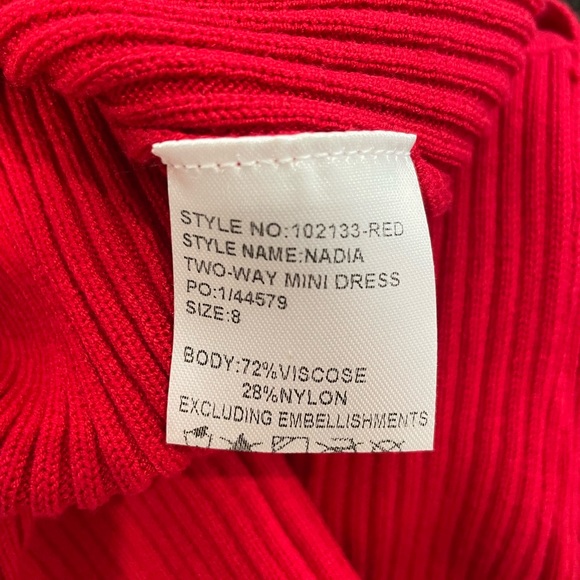 STYLE NO:102133-RED
STYLE NAME:NADIA
TWO-WAY MINI DRESS
PO:1/44579
SIZE:8
BODY:72%VISCOSE
28%NYLON
EXCLUDING EMBELLISHMENTS